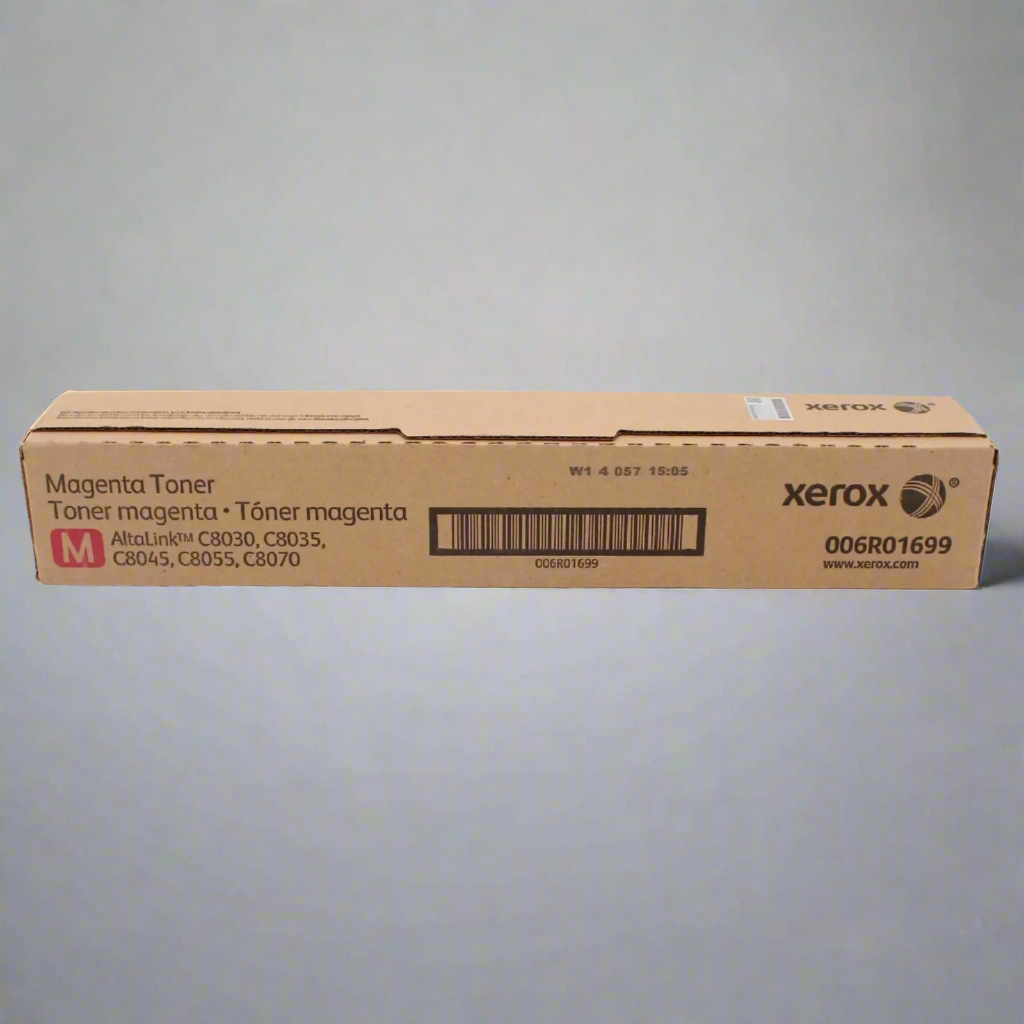 xerox
Magenta Toner
Toner magenta • Tóner magenta
M
AltaLink™ C8030, C8035,
C8045, C8055, C8070
W1 4 057 15:05
006R01699
xerox ®
006R01699
www.xerox.com